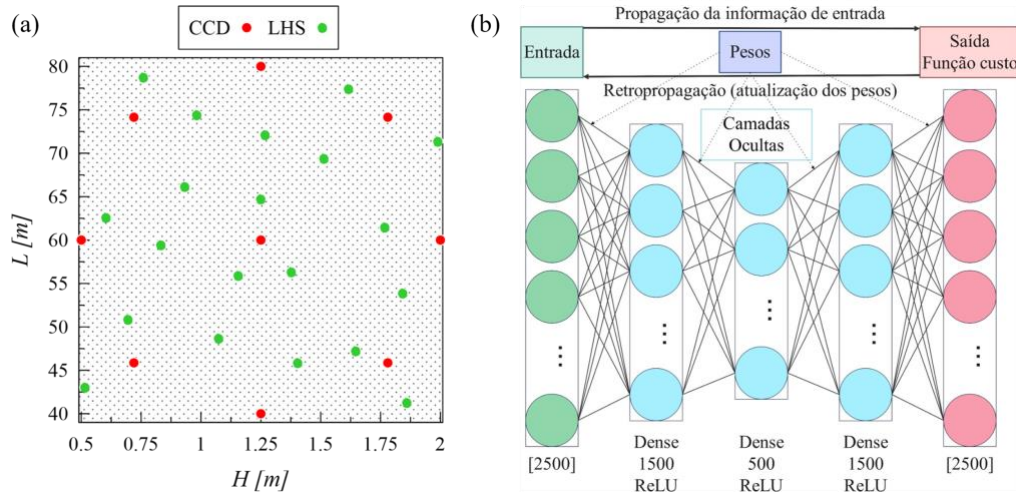 (a)
CCD LHS
80
75
70
65
60
55
50
45
40
L [m]
0.5 0.75 1 1.25 1.5 1.75 2
H [m]
(b)
Propagação da informação de entrada
Entrada
Pesos
Saída
Função custo
Retropropagação (atualização dos pesos)
Camadas
Ocultas
...
...
...
...
...
[2500]
Dense
1500
ReLU
Dense
500
ReLU
Dense
1500
ReLU
[2500]